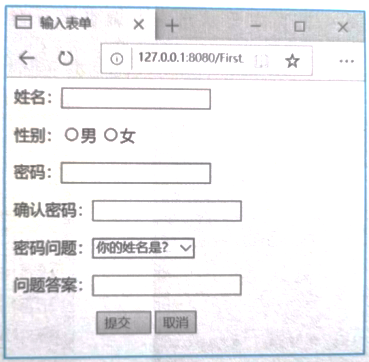 输入表单
127.0.0.1:8080/First
姓名：
性别： 男 女
密码：
确认密码：
密码问题： 你的姓名是?
问题答案：
提交 取消